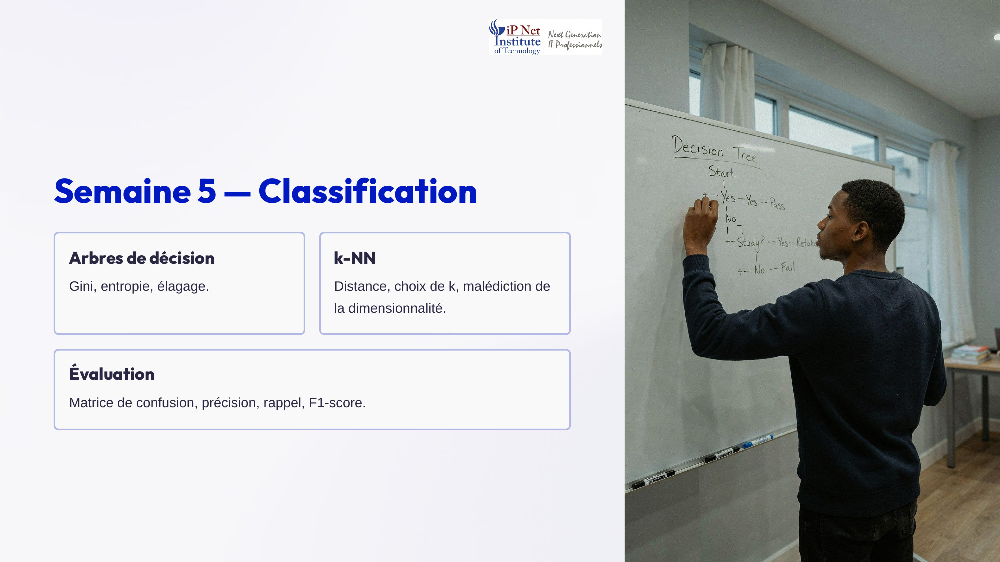 iP Net
Institute
of Technology
Next Generation
IT Professionnels
Semaine 5 — Classification
Arbres de décision
Gini, entropie, élagage.
k-NN
Distance, choix de k, malédiction de
la dimensionnalité.
Évaluation
Matrice de confusion, précision, rappel, F1-score.
Decision Tree
Start
+-- Yes -- Yes -- Pass
- No
+- Study? -- Yes -- Retake
+- No -- Fail